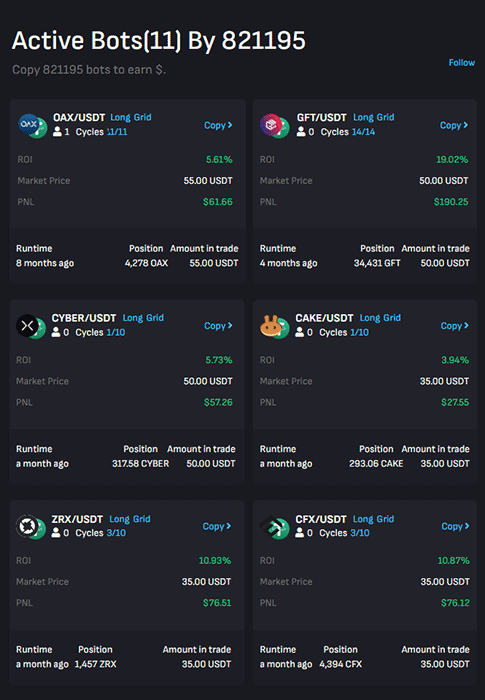 Active Bots(11) By 821195
Copy 821195 bots to earn $.
Follow
OAX/USDT Long Grid
1 Cycles 11/11
Copy
ROI 5.61%
Market Price 55.00 USDT
PNL $61.66
Runtime Position Amount in trade
8 months ago 4,278 OAX 55.00 USDT
GFT/USDT Long Grid
0 Cycles 14/14
Copy
ROI 19.02%
Market Price 50.00 USDT
PNL $190.25
Runtime Position Amount in trade
4 months ago 34,431 GFT 50.00 USDT
CYBER/USDT Long Grid
0 Cycles 1/10
Copy
ROI 5.73%
Market Price 50.00 USDT
PNL $57.26
Runtime Position Amount in trade
a month ago 317.58 CYBER 50.00 USDT
CAKE/USDT Long Grid
0 Cycles 1/10
Copy
ROI 3.94%
Market Price 35.00 USDT
PNL $27.55
Runtime Position Amount in trade
a month ago 293.06 CAKE 35.00 USDT
ZRX/USDT Long Grid
0 Cycles 3/10
Copy
ROI 10.93%
Market Price 35.00 USDT
PNL $76.51
Runtime Position Amount in trade
a month ago 1,457 ZRX 35.00 USDT
CFX/USDT Long Grid
0 Cycles 3/10
Copy
ROI 10.87%
Market Price 35.00 USDT
PNL $76.12
Runtime Position Amount in trade
a month ago 4,394 CFX 35.00 USDT